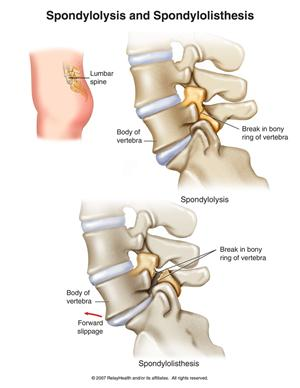 Spondylolysis and Spondylolisthesis
Lumbar
spine
Body of
vertebra
Break in bony
ring of vertebra
Spondylolysis
Break in bony
ring of vertebra
Body of
vertebra
Forward
slippage
Spondylolisthesis
© 2007 RelayHealth and/or its affiliates. All rights reserved.